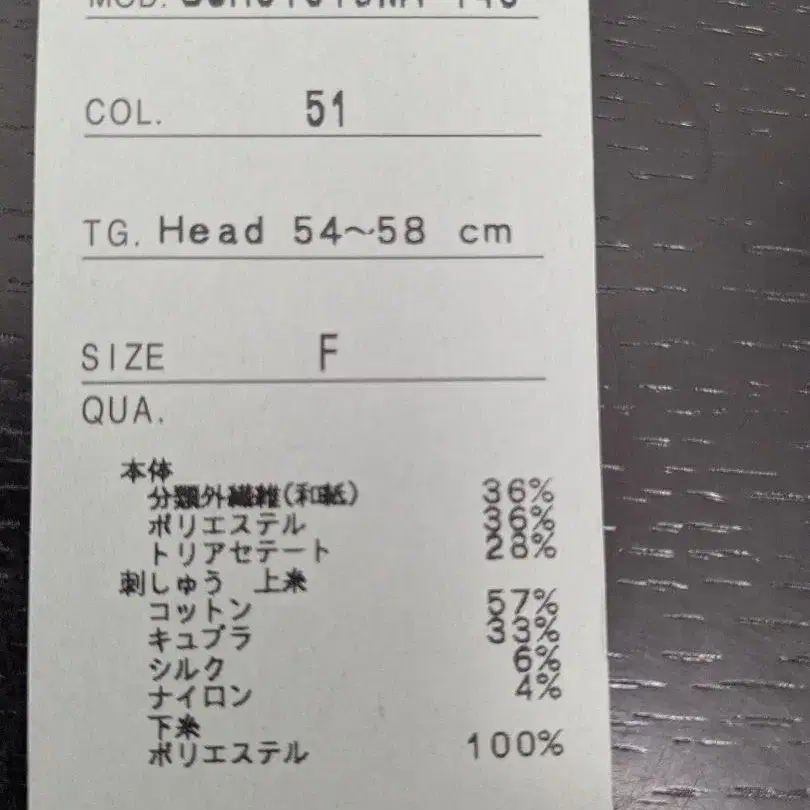 COL. 51
TG. Head 54～58 cm
SIZE F
QUA.
本体
分類外繊維(和紙) 36%
ポリエステル 36%
トリアセテート 28%
刺しゅう 上糸
コットン 57%
キュプラ 33%
シルク 6%
ナイロン 4%
下糸
ポリエステル 100%